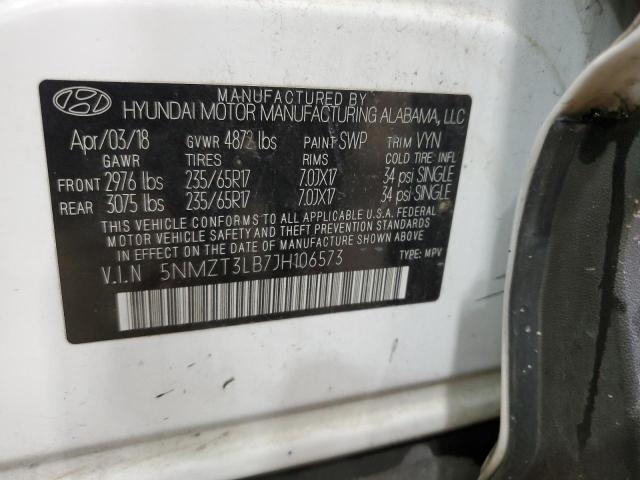 MANUFACTURED BY
HYUNDAI MOTOR MANUFACTURING ALABAMA, LLC
Apr/03/18 GVWR 4872 lbs PAINT SWP TRIM VYN
GAWR TIRES RIMS COLD TIRE INFL
FRONT 2976 lbs 235/65R17 7.0JX17 34 psi SINGLE
REAR 3075 lbs 235/65R17 7.0JX17 34 psi SINGLE
THIS VEHICLE CONFORMS TO ALL APPLICABLE U.S.A. FEDERAL
MOTOR VEHICLE SAFETY AND THEFT PREVENTION STANDARDS
IN EFFECT ON THE DATE OF MANUFACTURE SHOWN ABOVE.
V.I.N 5NMZT3LB7JH106573 TYPE: MPV